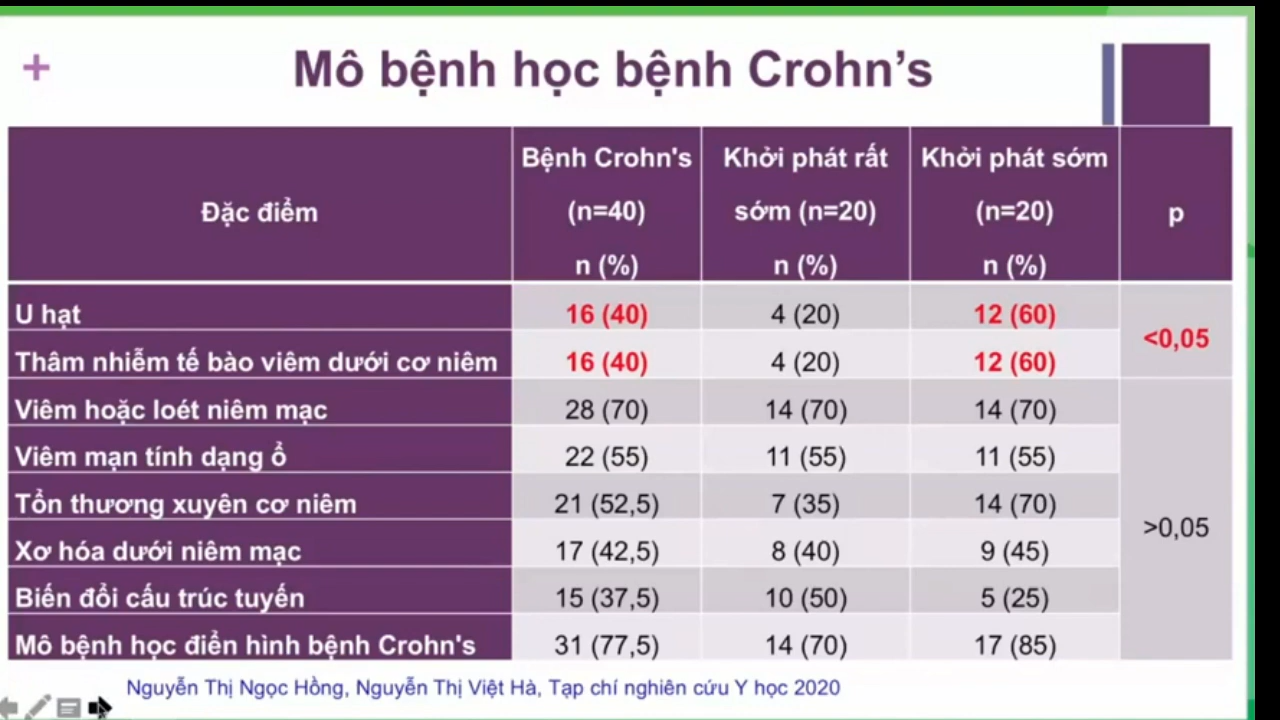 Mô bệnh học bệnh Crohn’s
Đặc điểm
Bệnh Crohn's
(n=40)
n (%)
Khởi phát rất
sớm (n=20)
n (%)
Khởi phát sớm
(n=20)
n (%)
p
U hạt
16 (40)
4 (20)
12 (60)
<0,05
Thâm nhiễm tế bào viêm dưới cơ niêm
16 (40)
4 (20)
12 (60)
Viêm hoặc loét niêm mạc
28 (70)
14 (70)
14 (70)
>0,05
Viêm mạn tính dạng ổ
22 (55)
11 (55)
11 (55)
Tổn thương xuyên cơ niêm
21 (52,5)
7 (35)
14 (70)
Xơ hóa dưới niêm mạc
17 (42,5)
8 (40)
9 (45)
Biến đổi cấu trúc tuyến
15 (37,5)
10 (50)
5 (25)
Mô bệnh học điển hình bệnh Crohn's
31 (77,5)
14 (70)
17 (85)
Nguyễn Thị Ngọc Hồng, Nguyễn Thị Việt Hà, Tạp chí nghiên cứu Y học 2020